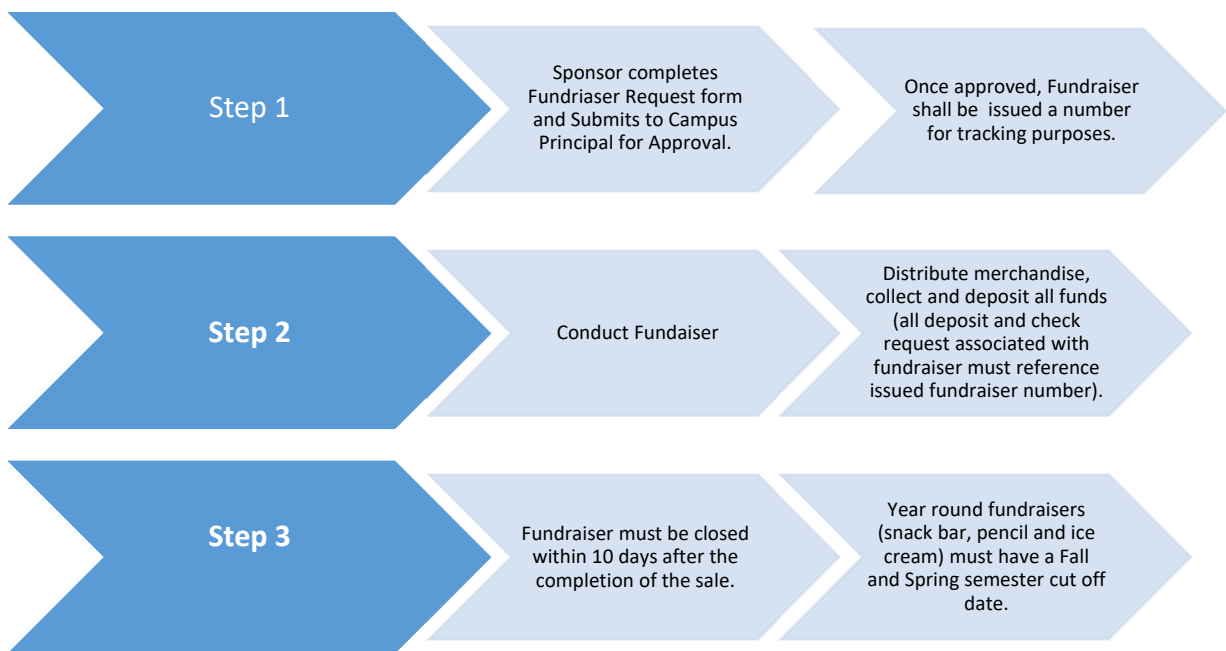 Step 1
Sponsor completes
Fundriaser Request form
and Submits to Campus
Principal for Approval.
Once approved, Fundraiser
shall be issued a number
for tracking purposes.
Step 2
Conduct Fundaiser
Distribute merchandise,
collect and deposit all funds
(all deposit and check
request associated with
fundraiser must reference
issued fundraiser number).
Step 3
Fundraiser must be closed
within 10 days after the
completion of the sale.
Year round fundraisers
(snack bar, pencil and ice
cream) must have a Fall
and Spring semester cut off
date.